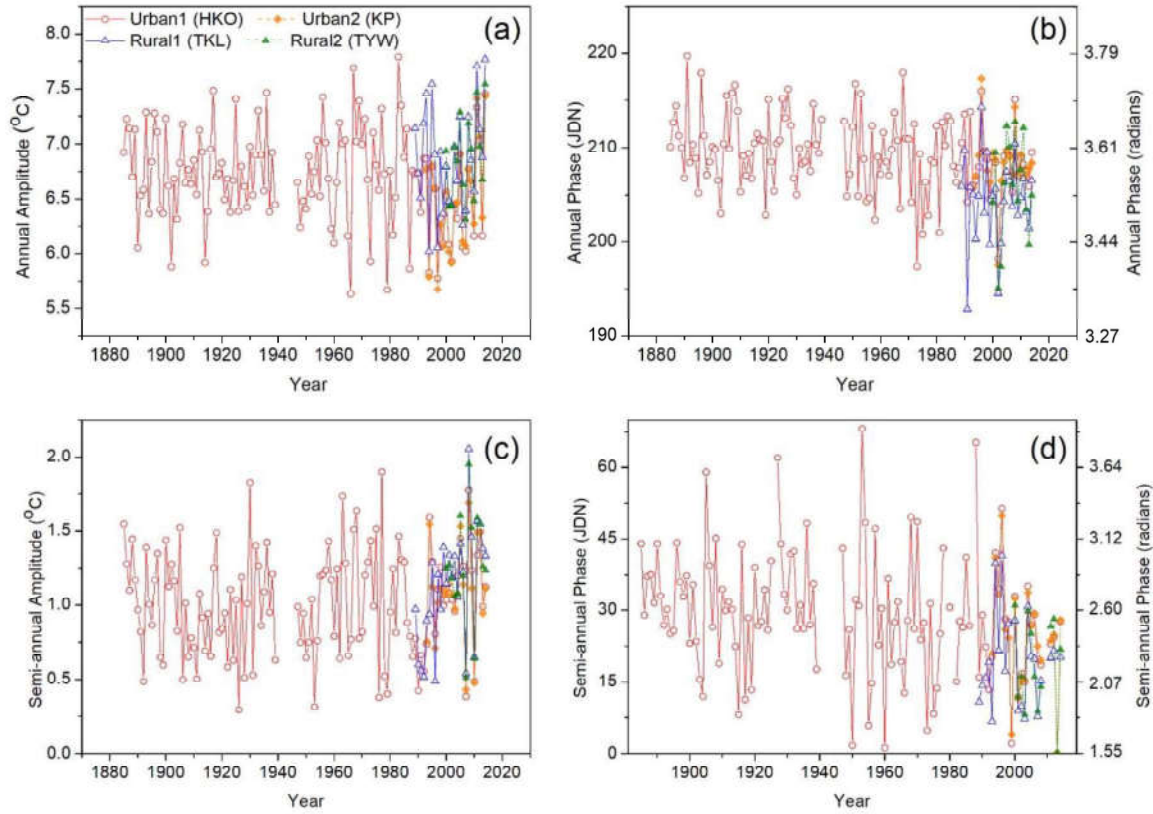 Urban1 (HKO) Urban2 (KP)
Rural1 (TKL) Rural2 (TYW)
(a)
8.0
7.5
7.0
6.5
6.0
5.5
Annual Amplitude (°C)
1880 1900 1920 1940 1960 1980 2000 2020
Year
(b)
220
210
200
190
Annual Phase (JDN)
3.79
3.61
3.44
3.27
Annual Phase (radians)
1880 1900 1920 1940 1960 1980 2000 2020
Year
(c)
2.0
1.5
1.0
0.5
0.0
Semi-annual Amplitude (°C)
1880 1900 1920 1940 1960 1980 2000 2020
Year
(d)
60
45
30
15
0
Semi-annual Phase (JDN)
3.64
3.12
2.60
2.07
1.55
Semi-annual Phase (radians)
1900 1920 1940 1960 1980 2000
Year